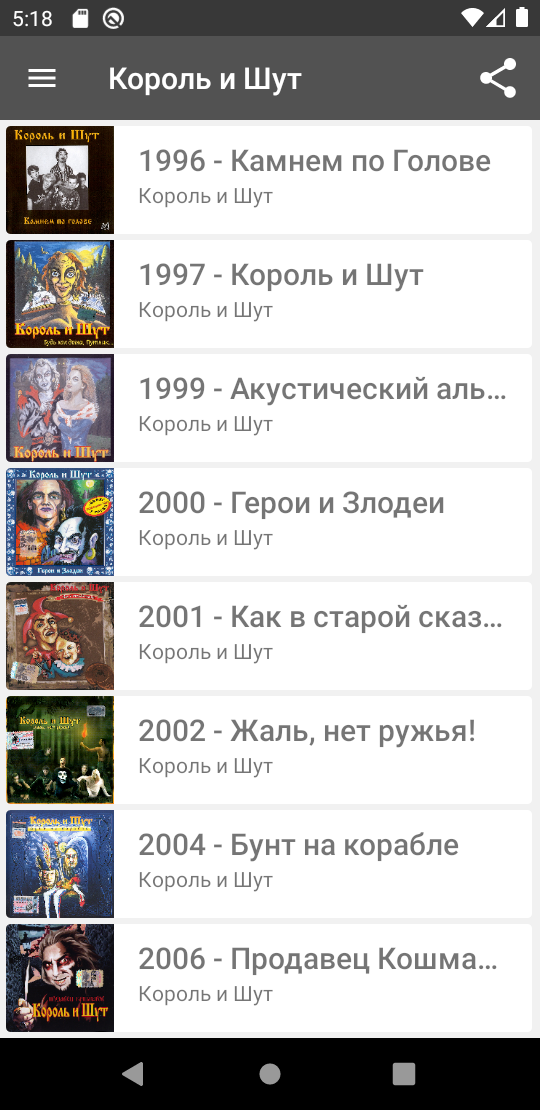 5:18
Король и Шут
Король и Шут
Камнем по голове
1996 - Камнем по Голове
Король и Шут
Король и Шут
Будь как дома, Путник...
1997 - Король и Шут
Король и Шут
Король и Шут
1999 - Акустический аль...
Король и Шут
Король и Шут
Герои и Злодеи
2000 - Герои и Злодеи
Король и Шут
Король и Шут
2001 - Как в старой сказ...
Король и Шут
Король и Шут
2002 - Жаль, нет ружья!
Король и Шут
Король и Шут
2004 - Бунт на корабле
Король и Шут
Король и Шут
2006 - Продавец Кошма...
Король и Шут